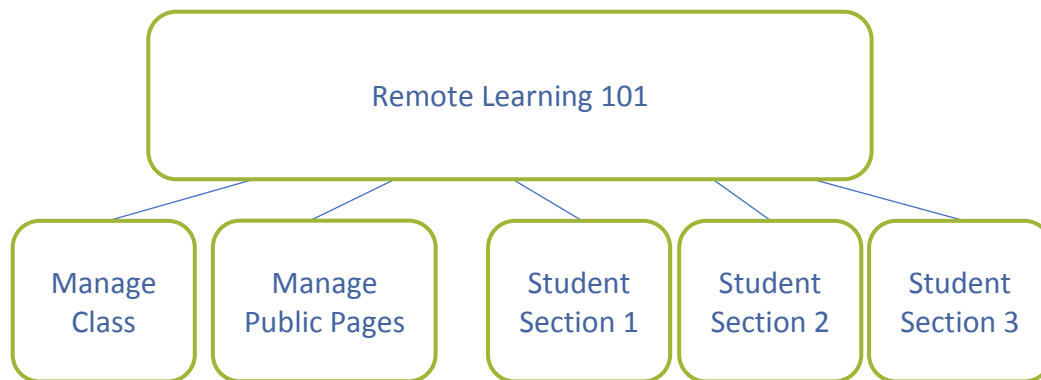 Remote Learning 101
Manage
Class
Manage
Public Pages
Student
Section 1
Student
Section 2
Student
Section 3